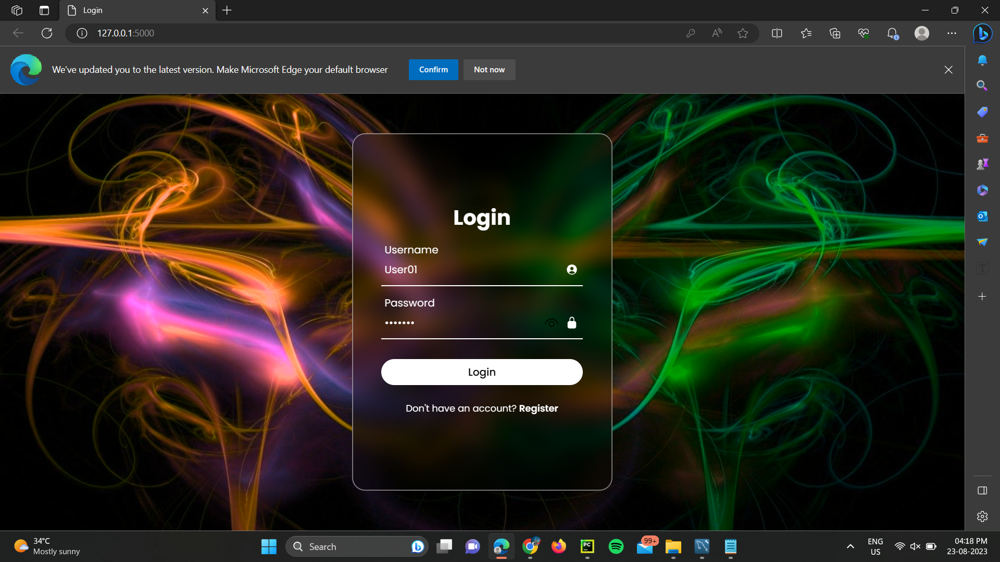 Login
127.0.0.1:5000
We've updated you to the latest version. Make Microsoft Edge your default browser
Confirm
Not now
Login
Username
User01
Password
•••••••
Login
Don't have an account? Register
34°C
Mostly sunny
Search
PC
99+
ENG
US
04:18 PM
23-08-2023